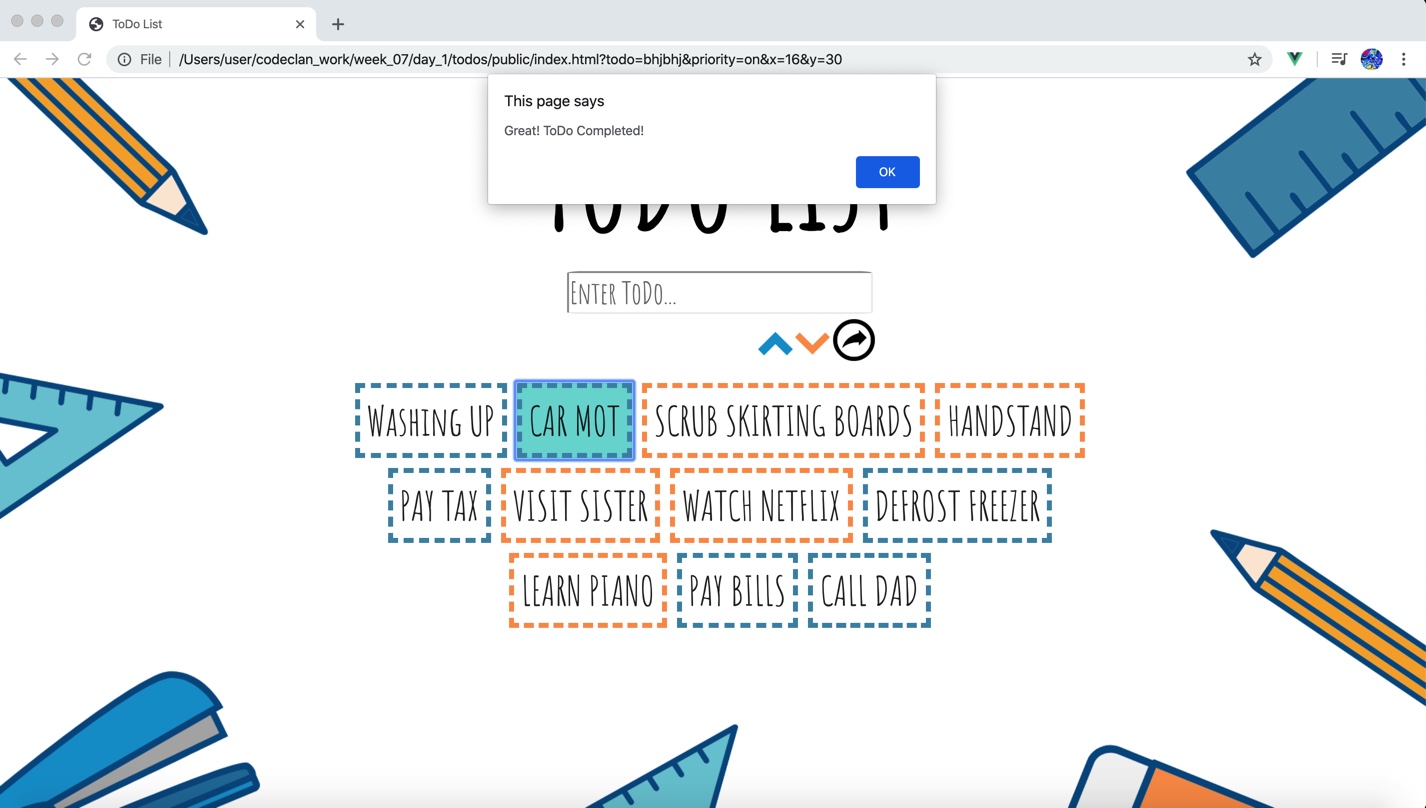 ToDo List
File /Users/user/codeclan_work/week_07/day_1/todos/public/index.html?todo=bhjbhj&priority=on&x=16&y=30
This page says
Great! ToDo Completed!
OK
TODO LIST
Enter ToDo...
Washing UP CAR MOT SCRUB SKIRTING BOARDS HANDSTAND
PAY TAX VISIT SISTER WATCH NETFLIX DEFROST FREEZER
LEARN PIANO PAY BILLS CALL DAD